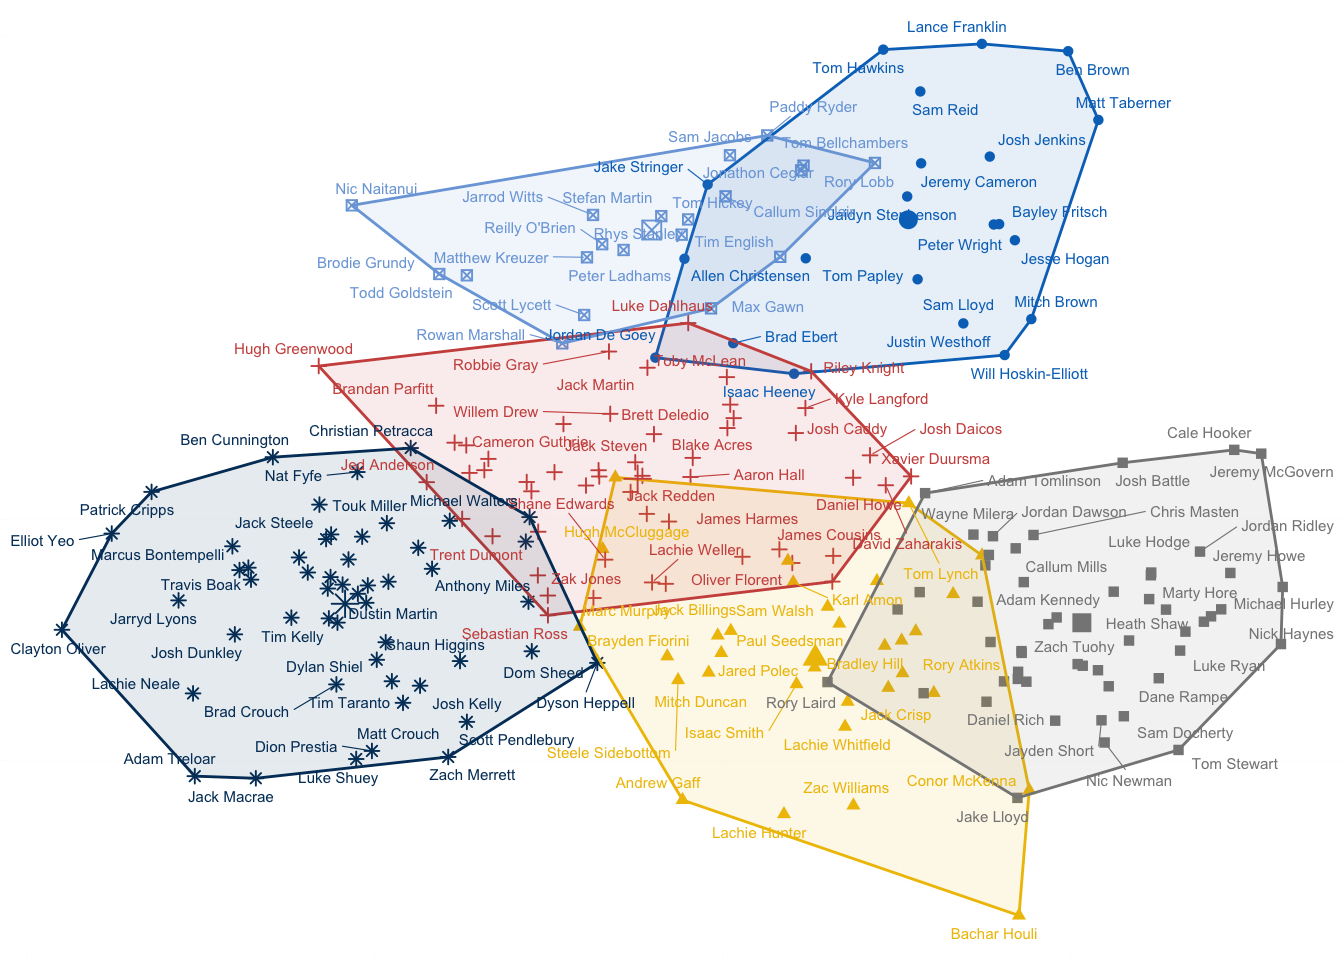 Lance Franklin
Tom Hawkins
Ben Brown
Matt Taberner
Sam Reid
Paddy Ryder
Sam Jacobs
Tom Bellchambers
Josh Jenkins
Jake Stringer
Jonathon Ceglar
Rory Lobb
Jeremy Cameron
Nic Naitanui
Jarrod Witts
Stefan Martin
Tom Hickey
Callum Sinclair
Jaidyn Stephenson
Bayley Fritsch
Reilly O'Brien
Rhys Stanley
Tim English
Peter Wright
Jesse Hogan
Brodie Grundy
Matthew Kreuzer
Peter Ladhams
Allen Christensen
Tom Papley
Todd Goldstein
Scott Lycett
Luke Dahlhaus
Max Gawn
Sam Lloyd
Mitch Brown
Rowan Marshall
Jordan De Goey
Brad Ebert
Justin Westhoff
Hugh Greenwood
Robbie Gray
Toby McLean
Riley Knight
Will Hoskin-Elliott
Brandan Parfitt
Jack Martin
Isaac Heeney
Kyle Langford
Willem Drew
Brett Deledio
Josh Caddy
Josh Daicos
Christian Petracca
Ben Cunnington
Cameron Guthrie
Jack Steven
Blake Acres
Xavier Duursma
Cale Hooker
Nat Fyfe
Jed Anderson
Aaron Hall
Adam Tomlinson
Josh Battle
Jeremy McGovern
Patrick Cripps
Touk Miller
Michael Walters
Shane Edwards
Jack Redden
Daniel Howe
Wayne Milera
Jordan Dawson
Chris Masten
Elliot Yeo
Jack Steele
Hugh McCluggage
James Harmes
James Cousins
David Zaharakis
Luke Hodge
Jordan Ridley
Marcus Bontempelli
Trent Dumont
Lachie Weller
Tom Lynch
Callum Mills
Jeremy Howe
Travis Boak
Anthony Miles
Zak Jones
Oliver Florent
Karl Amon
Adam Kennedy
Marty Hore
Michael Hurley
Jarryd Lyons
Dustin Martin
Marc Murphy
Jack Billings
Sam Walsh
Heath Shaw
Nick Haynes
Tim Kelly
Sebastian Ross
Brayden Fiorini
Paul Seedsman
Zach Tuohy
Clayton Oliver
Josh Dunkley
Shaun Higgins
Dylan Shiel
Dom Sheed
Jared Polec
Bradley Hill
Rory Atkins
Luke Ryan
Lachie Neale
Brad Crouch
Tim Taranto
Josh Kelly
Dyson Heppell
Mitch Duncan
Rory Laird
Jack Crisp
Daniel Rich
Dane Rampe
Matt Crouch
Scott Pendlebury
Isaac Smith
Sam Docherty
Adam Treloar
Dion Prestia
Steele Sidebottom
Lachie Whitfield
Jayden Short
Tom Stewart
Luke Shuey
Zach Merrett
Andrew Gaff
Zac Williams
Conor McKenna
Nic Newman
Jack Macrae
Lachie Hunter
Jake Lloyd
Bachar Houli